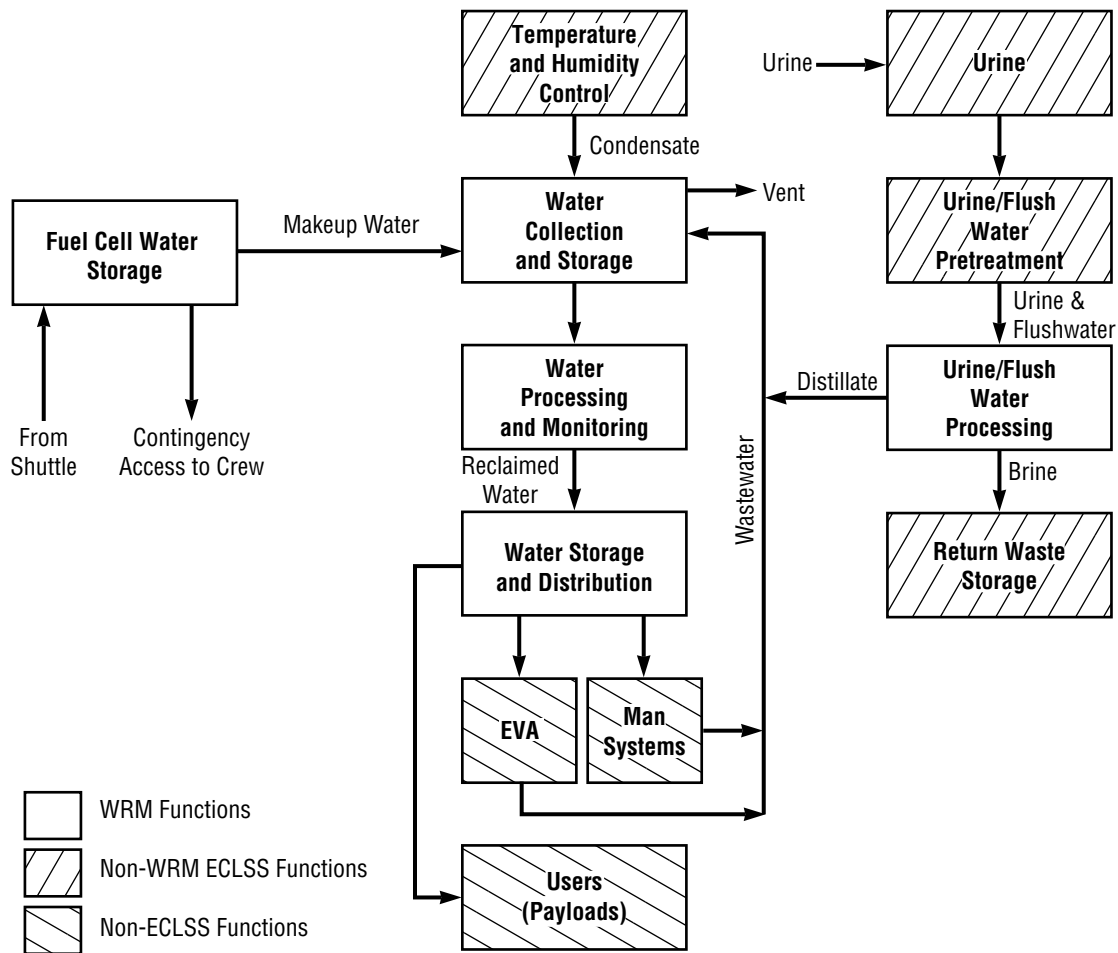 Temperature
and Humidity
Control
Urine
Urine
Condensate
Fuel Cell Water
Storage
Makeup Water
Water
Collection
and Storage
Vent
Urine/Flush
Water
Pretreatment
Urine &
Flushwater
From
Shuttle
Contingency
Access to Crew
Water
Processing
and Monitoring
Distillate
Urine/Flush
Water
Processing
Reclaimed
Water
Wastewater
Brine
Water Storage
and Distribution
Return Waste
Storage
EVA
Man
Systems
Users
(Payloads)
WRM Functions
Non-WRM ECLSS Functions
Non-ECLSS Functions